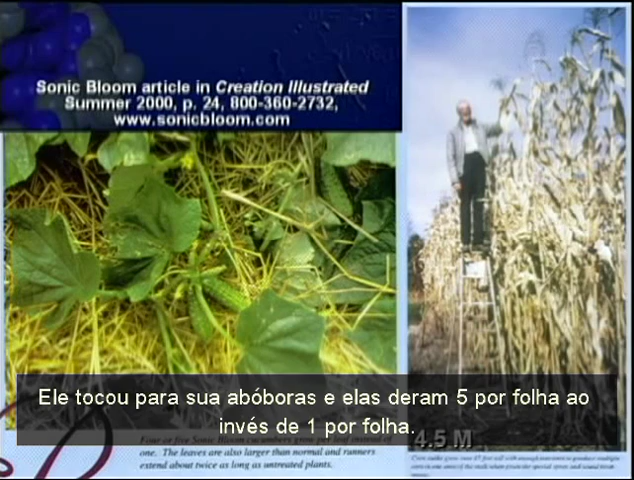 Sonic Bloom article in Creation Illustrated
Summer 2000, p. 24, 800-360-2732,
www.sonicbloom.com
Ele tocou para sua abóboras e elas deram 5 por folha ao
invés de 1 por folha.
4.5 M
Four or five Sonic Bloom cucumbers grow per leaf instead of
one. The leaves are also larger than normal and runners
extend about twice as long as untreated plants.